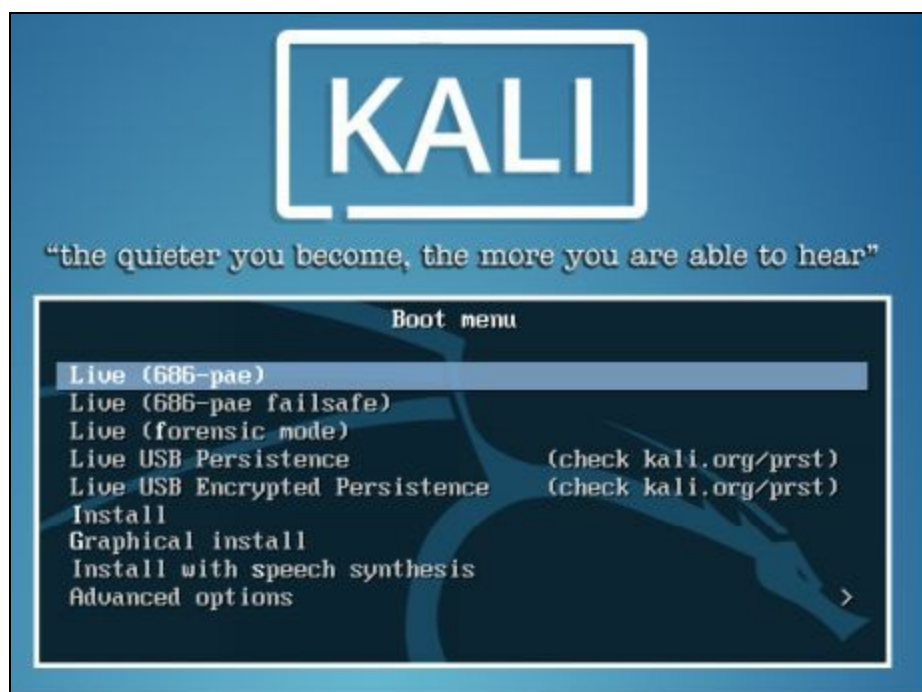 KALI
“the quieter you become, the more you are able to hear”
Boot menu
Live (686-pae)
Live (686-pae failsafe)
Live (forensic mode)
Live USB Persistence (check kali.org/prst)
Live USB Encrypted Persistence (check kali.org/prst)
Install
Graphical install
Install with speech synthesis
Advanced options >